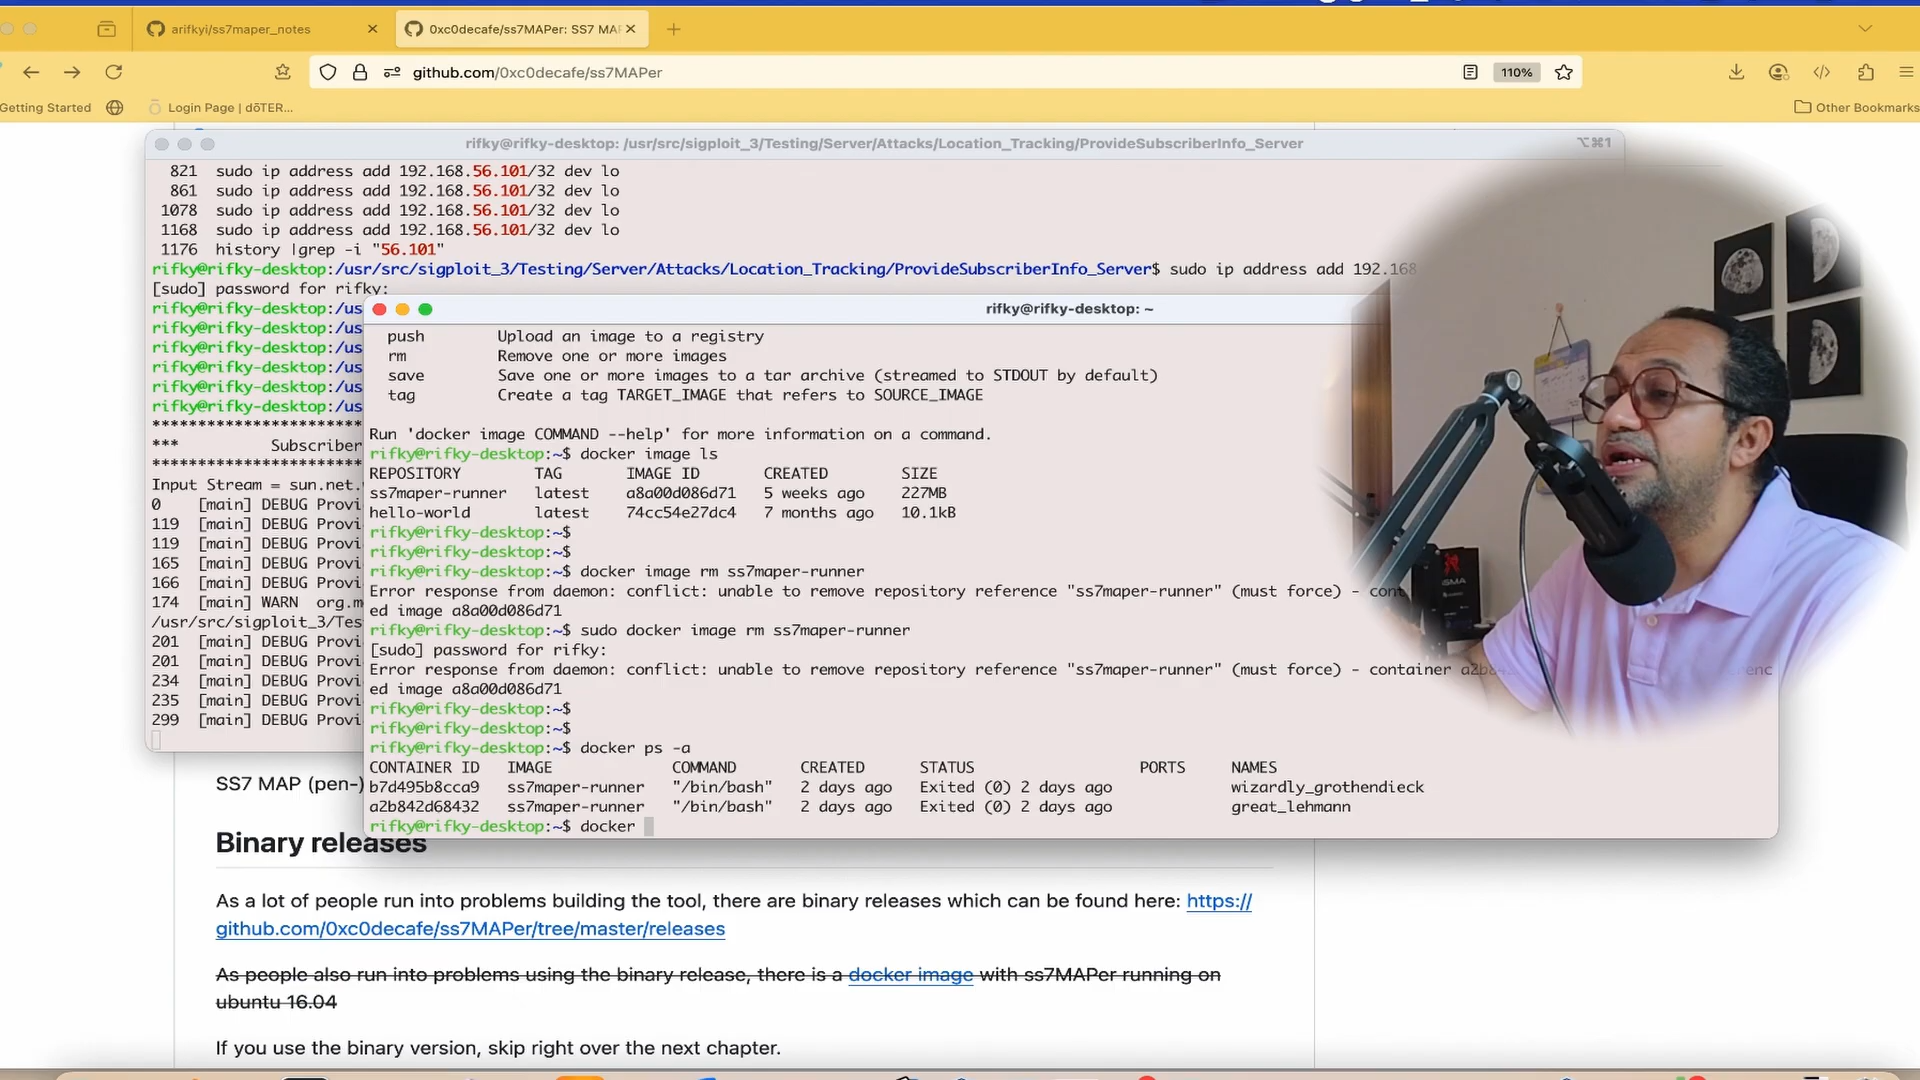 arifkyi/ss7maper_notes
0xc0decafe/ss7MAPer: SS7 MAP
github.com/0xc0decafe/ss7MAPer
110%
Getting Started
Login Page | dōTER...
Other Bookmarks
rifky@rifky-desktop: /usr/src/sigploit_3/Testing/Server/Attacks/Location_Tracking/ProvideSubscriberInfo_Server
⌥⌘1
821 sudo ip address add 192.168.56.101/32 dev lo
861 sudo ip address add 192.168.56.101/32 dev lo
1078 sudo ip address add 192.168.56.101/32 dev lo
1168 sudo ip address add 192.168.56.101/32 dev lo
1176 history |grep -i "56.101"
rifky@rifky-desktop:/usr/src/sigploit_3/Testing/Server/Attacks/Location_Tracking/ProvideSubscriberInfo_Server$ sudo ip address add 192.168
[sudo] password for rifky:
rifky@rifky-desktop:/us
rifky@rifky-desktop:/us
rifky@rifky-desktop:/us
rifky@rifky-desktop:/us
rifky@rifky-desktop:/us
rifky@rifky-desktop:/us
***********************
*** Subscriber
***********************
Input Stream = sun.net.
0 [main] DEBUG Provi
119 [main] DEBUG Provi
119 [main] DEBUG Provi
165 [main] DEBUG Provi
166 [main] DEBUG Provi
174 [main] WARN org.m
/usr/src/sigploit_3/Tes
201 [main] DEBUG Provi
201 [main] DEBUG Provi
234 [main] DEBUG Provi
235 [main] DEBUG Provi
299 [main] DEBUG Provi
rifky@rifky-desktop: ~
push Upload an image to a registry
rm Remove one or more images
save Save one or more images to a tar archive (streamed to STDOUT by default)
tag Create a tag TARGET_IMAGE that refers to SOURCE_IMAGE
Run 'docker image COMMAND --help' for more information on a command.
rifky@rifky-desktop:~$ docker image ls
REPOSITORY TAG IMAGE ID CREATED SIZE
ss7maper-runner latest a8a00d086d71 5 weeks ago 227MB
hello-world latest 74cc54e27dc4 7 months ago 10.1kB
rifky@rifky-desktop:~$
rifky@rifky-desktop:~$
rifky@rifky-desktop:~$ docker image rm ss7maper-runner
Error response from daemon: conflict: unable to remove repository reference "ss7maper-runner" (must force) - cont
ed image a8a00d086d71
rifky@rifky-desktop:~$ sudo docker image rm ss7maper-runner
[sudo] password for rifky:
Error response from daemon: conflict: unable to remove repository reference "ss7maper-runner" (must force) - container a2b84 enc
ed image a8a00d086d71
rifky@rifky-desktop:~$
rifky@rifky-desktop:~$
rifky@rifky-desktop:~$ docker ps -a
CONTAINER ID IMAGE COMMAND CREATED STATUS PORTS NAMES
b7d495b8cca9 ss7maper-runner "/bin/bash" 2 days ago Exited (0) 2 days ago wizardly_grothendieck
a2b842d68432 ss7maper-runner "/bin/bash" 2 days ago Exited (0) 2 days ago great_lehmann
rifky@rifky-desktop:~$ docker
SS7 MAP (pen-)
Binary releases
As a lot of people run into problems building the tool, there are binary releases which can be found here: https://
github.com/0xc0decafe/ss7MAPer/tree/master/releases
As people also run into problems using the binary release, there is a docker image with ss7MAPer running on
ubuntu 16.04
If you use the binary version, skip right over the next chapter.